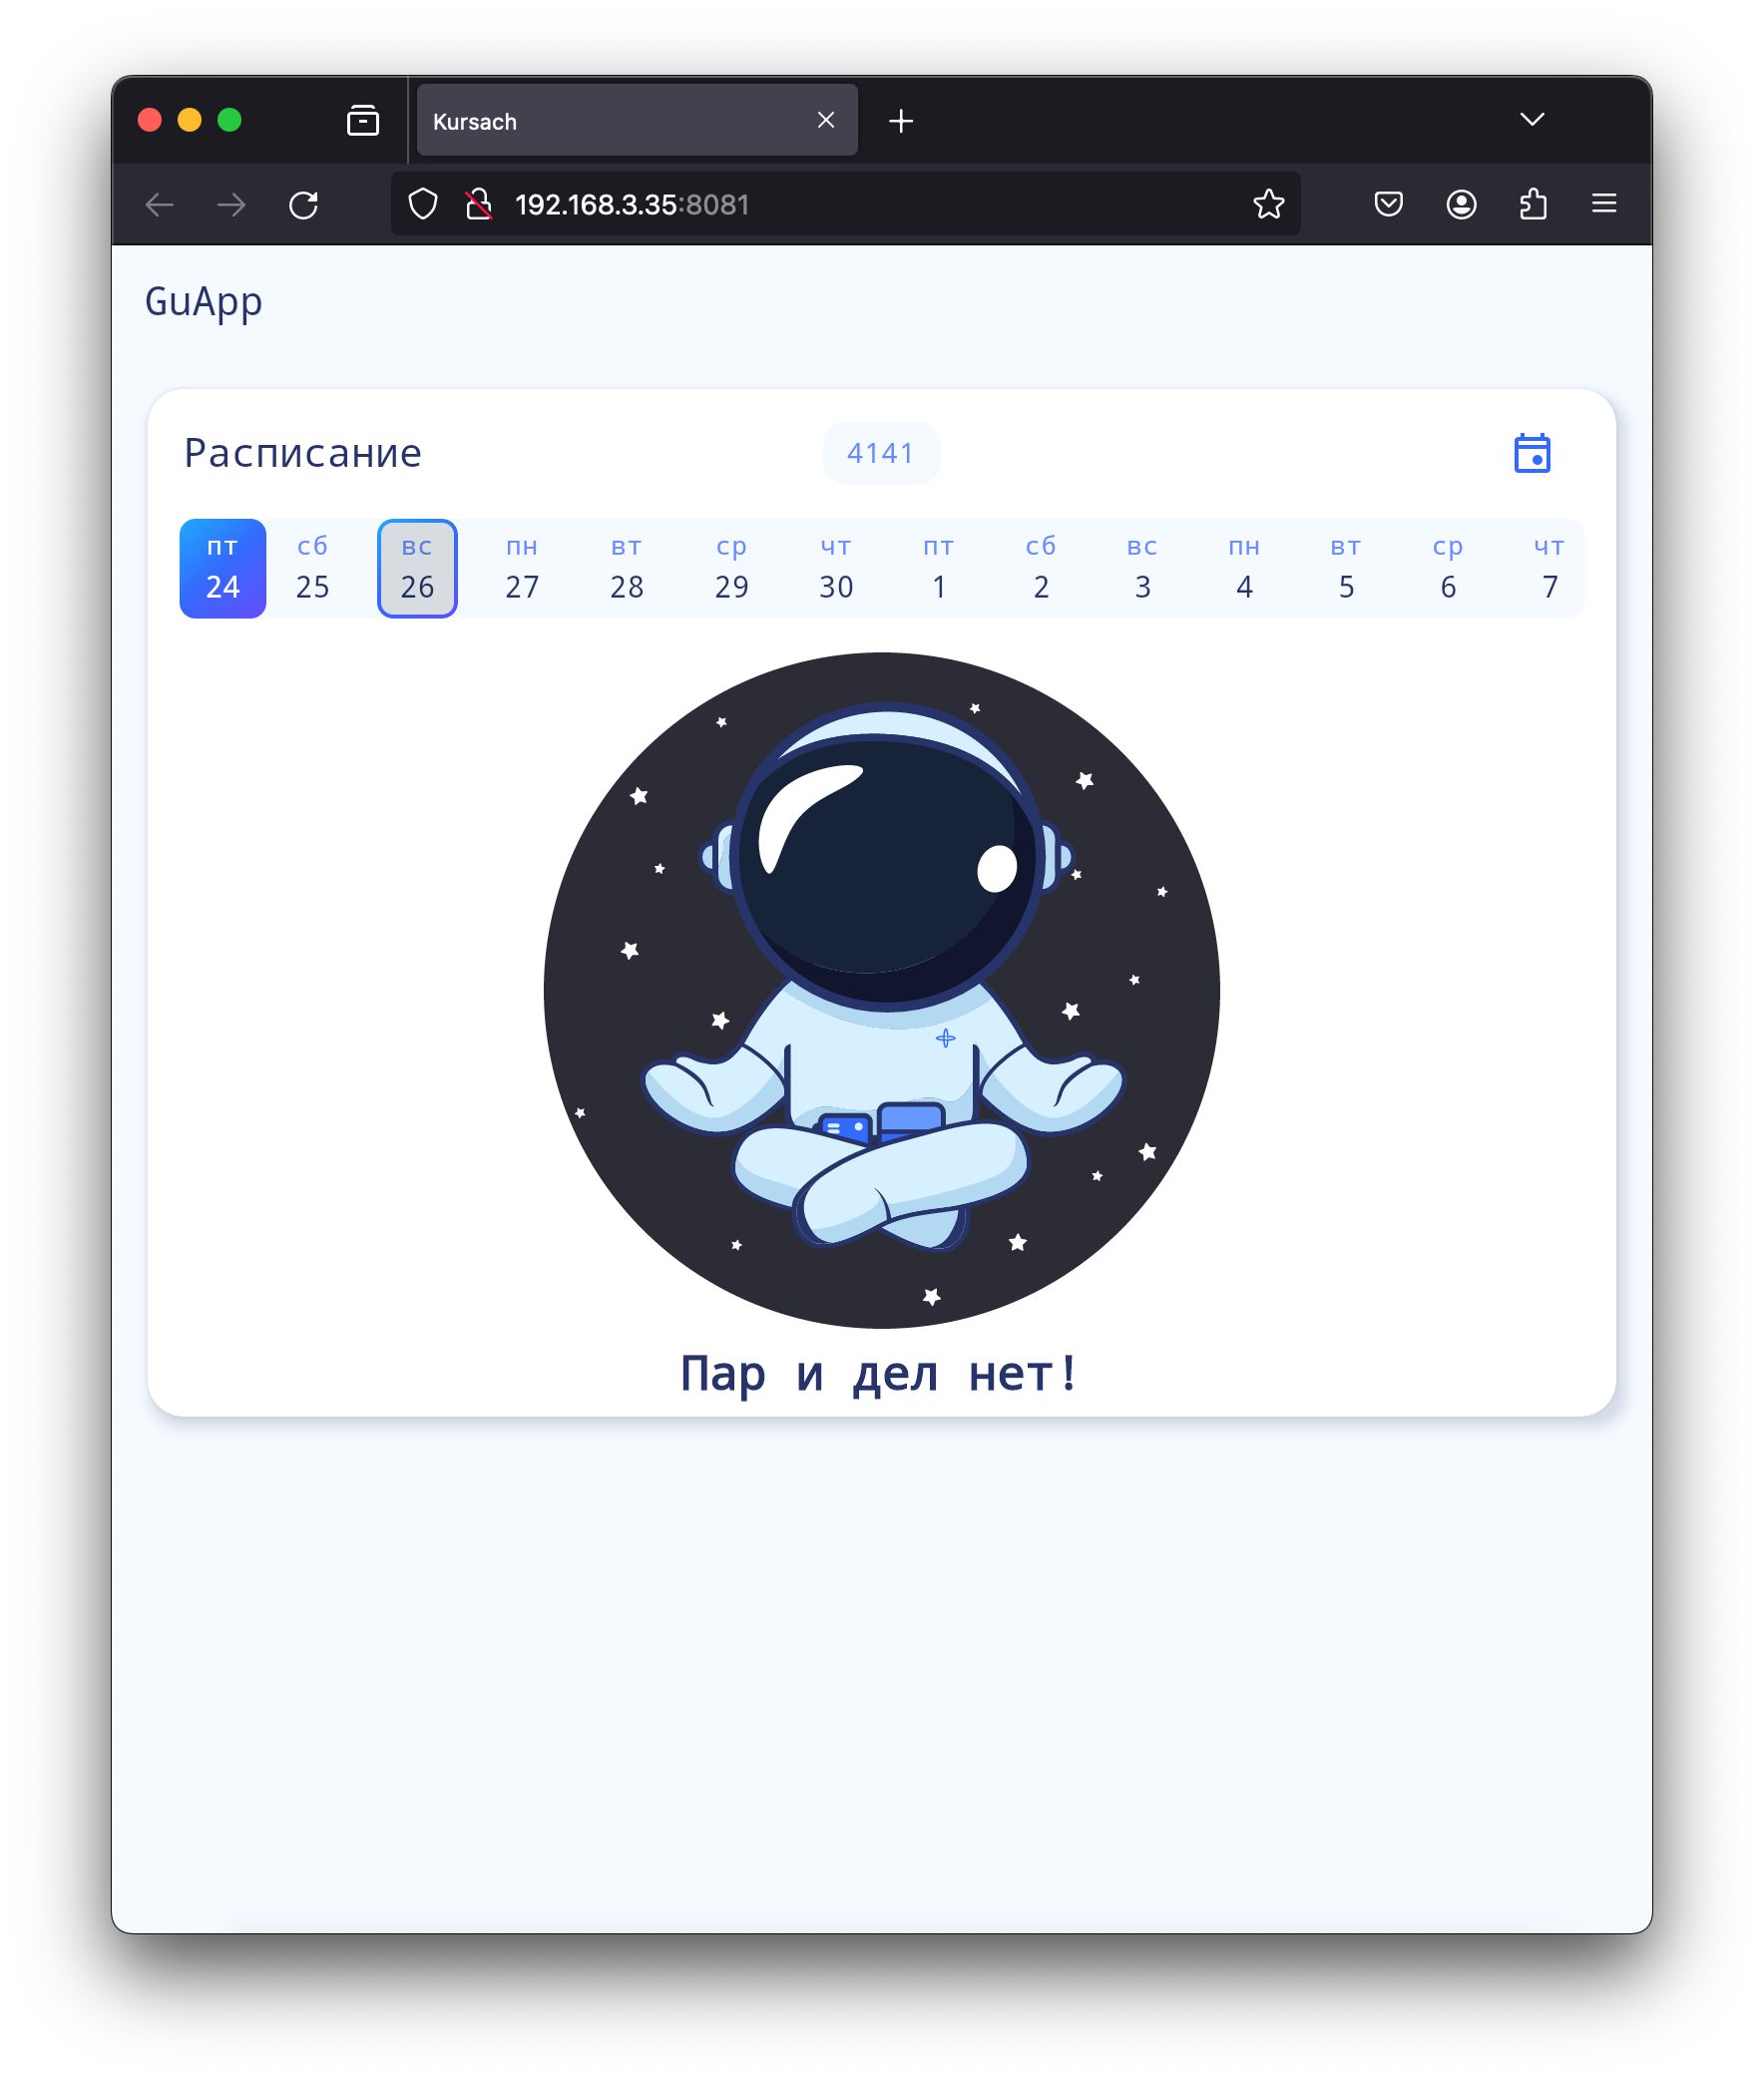 Kursach
192.168.3.35:8081
GuApp
Расписание 4141
пт сб вс пн вт ср чт пт сб вс пн вт ср чт
24 25 26 27 28 29 30 1 2 3 4 5 6 7
Пар и дел нет!